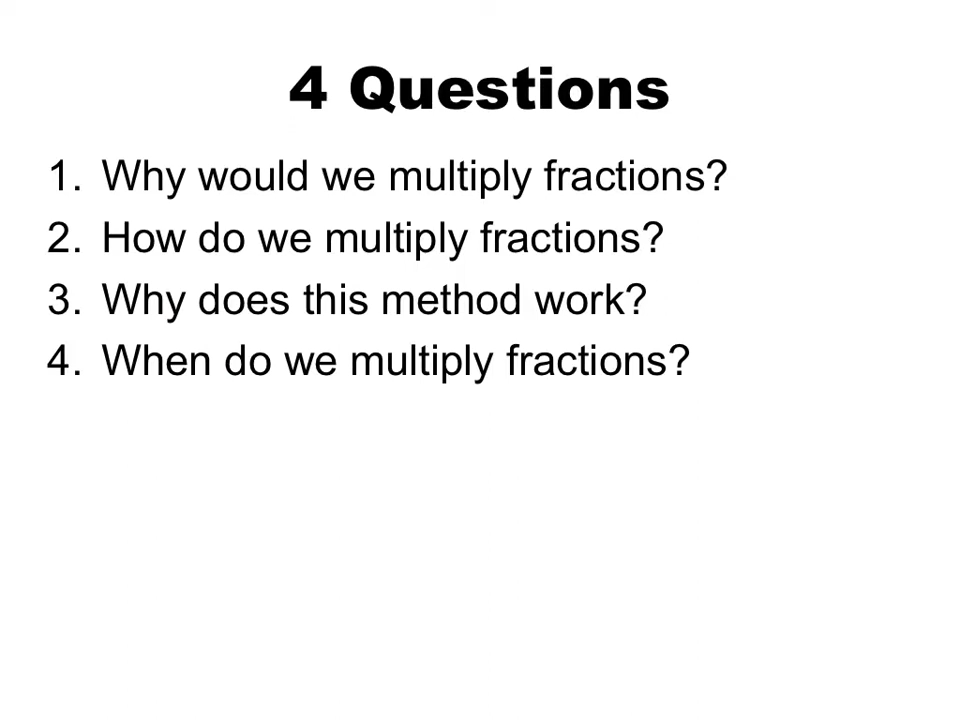 4 Questions
1. Why would we multiply fractions?
2. How do we multiply fractions?
3. Why does this method work?
4. When do we multiply fractions?